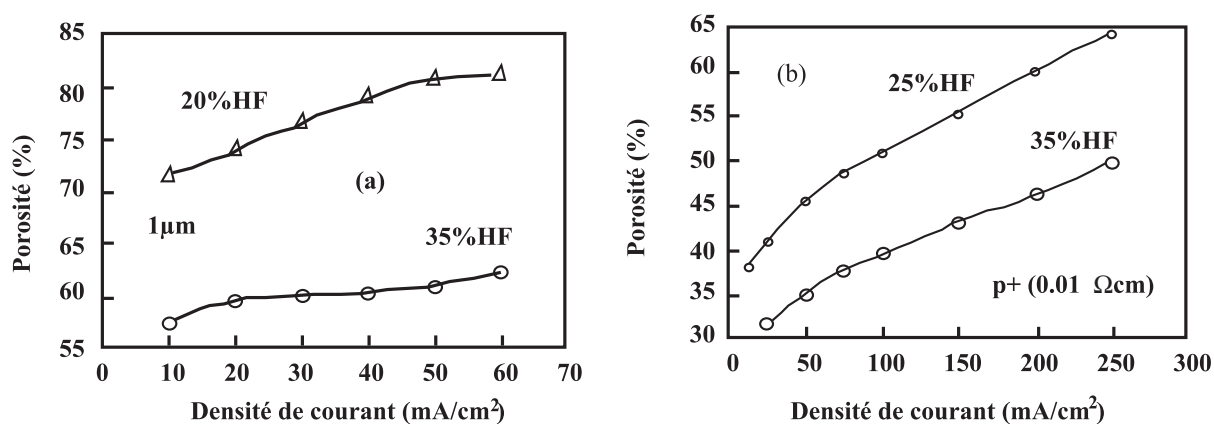 85
80
75
70
65
60
55
Porosité (%)
20%HF
(a)
1µm
35%HF
0 10 20 30 40 50 60 70
Densité de courant (mA/cm²)
65
60
55
50
45
40
35
30
Porosité (%)
(b)
25%HF
35%HF
p+ (0.01 Ωcm)
0 50 100 150 200 250 300
Densité de courant (mA/cm²)